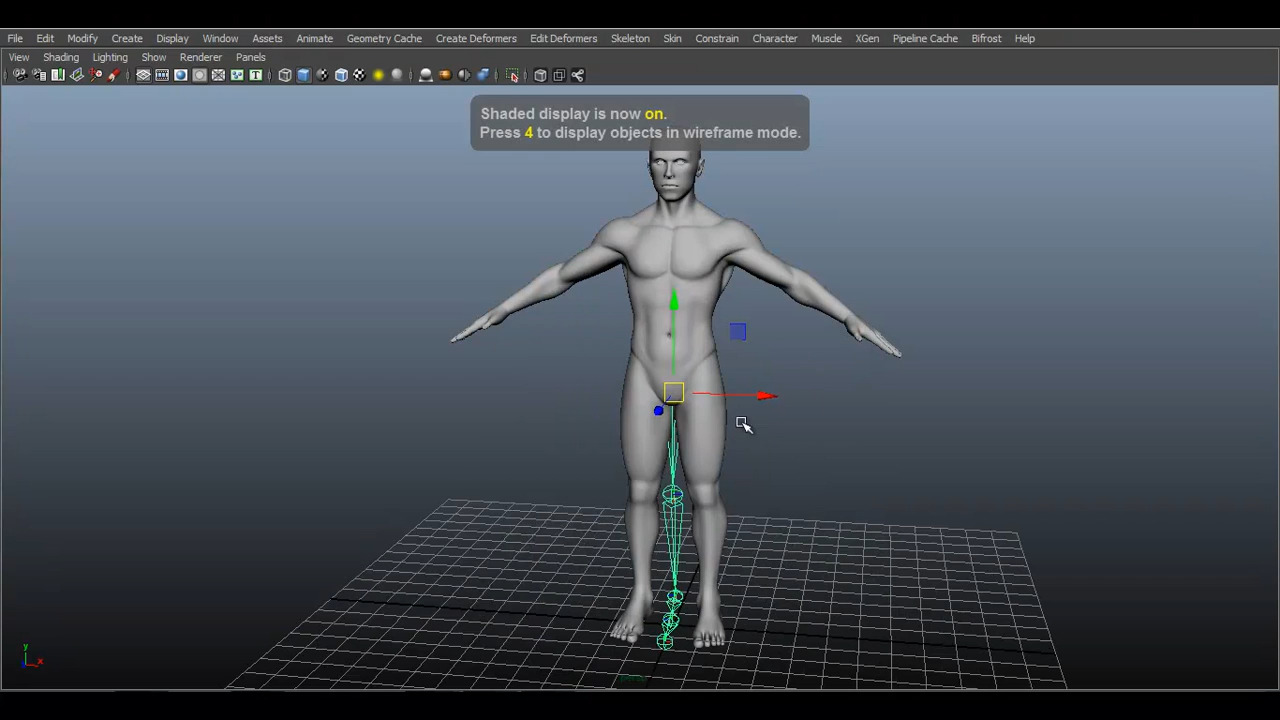 File Edit Modify Create Display Window Assets Animate Geometry Cache Create Deformers Edit Deformers Skeleton Skin Constrain Character Muscle XGen Pipeline Cache Bifrost Help
View Shading Lighting Show Renderer Panels
Shaded display is now on.
Press 4 to display objects in wireframe mode.
y
x